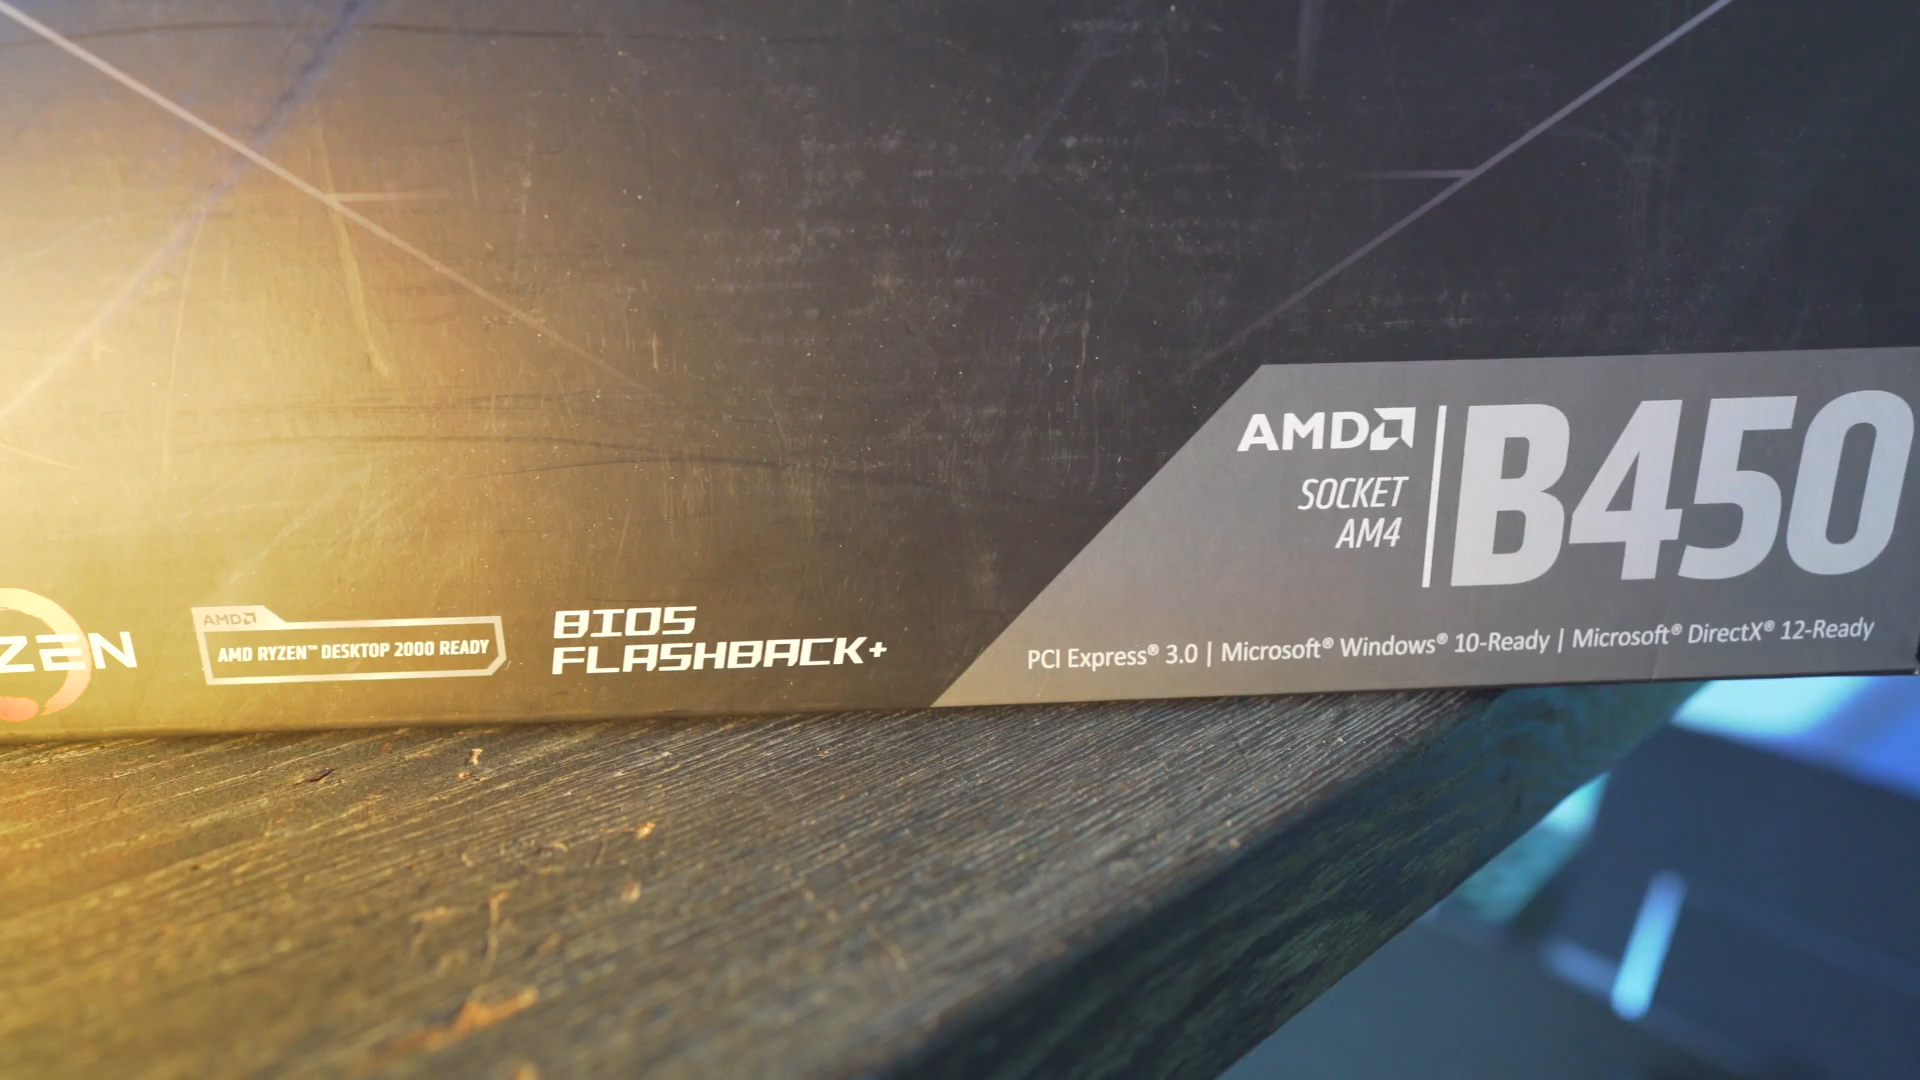 ZEN
AMD
AMD RYZEN™ DESKTOP 2000 READY
BIOS
FLASHBACK+
AMD
SOCKET
AM4
B450
PCI Express® 3.0 | Microsoft® Windows® 10-Ready | Microsoft® DirectX® 12-Ready